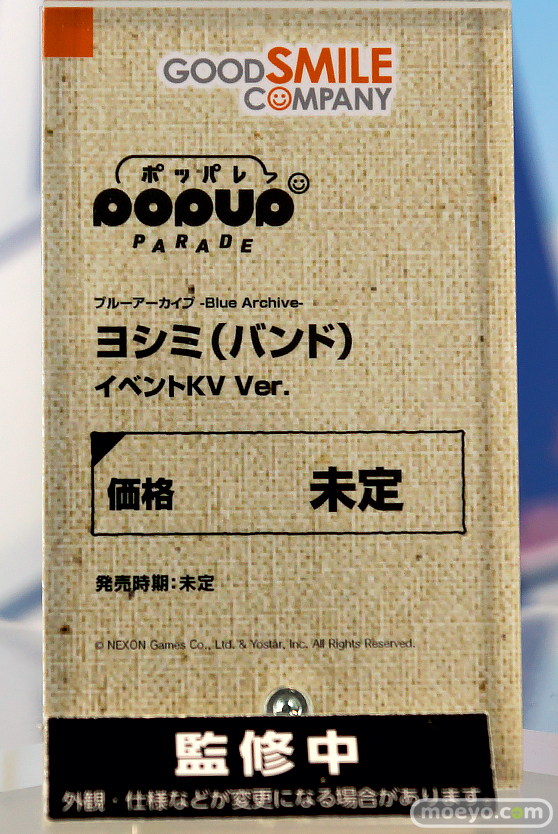 GOODSMILE
COMPANY
ポッパレ
POPUP
PARADE
ブルーアーカイブ -Blue Archive-
ヨシミ(バンド)
イベントKV Ver.
価格 未定
発売時期:未定
© NEXON Games Co., Ltd. & Yostar, Inc. All Rights Reserved.
監修中
外観・仕様などが変更になる場合があります
moeyo.com